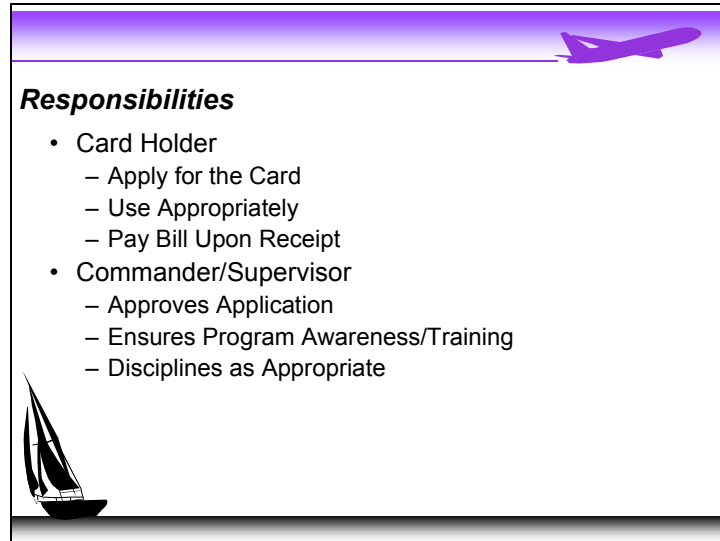 Responsibilities
• Card Holder
– Apply for the Card
– Use Appropriately
– Pay Bill Upon Receipt
• Commander/Supervisor
– Approves Application
– Ensures Program Awareness/Training
– Disciplines as Appropriate